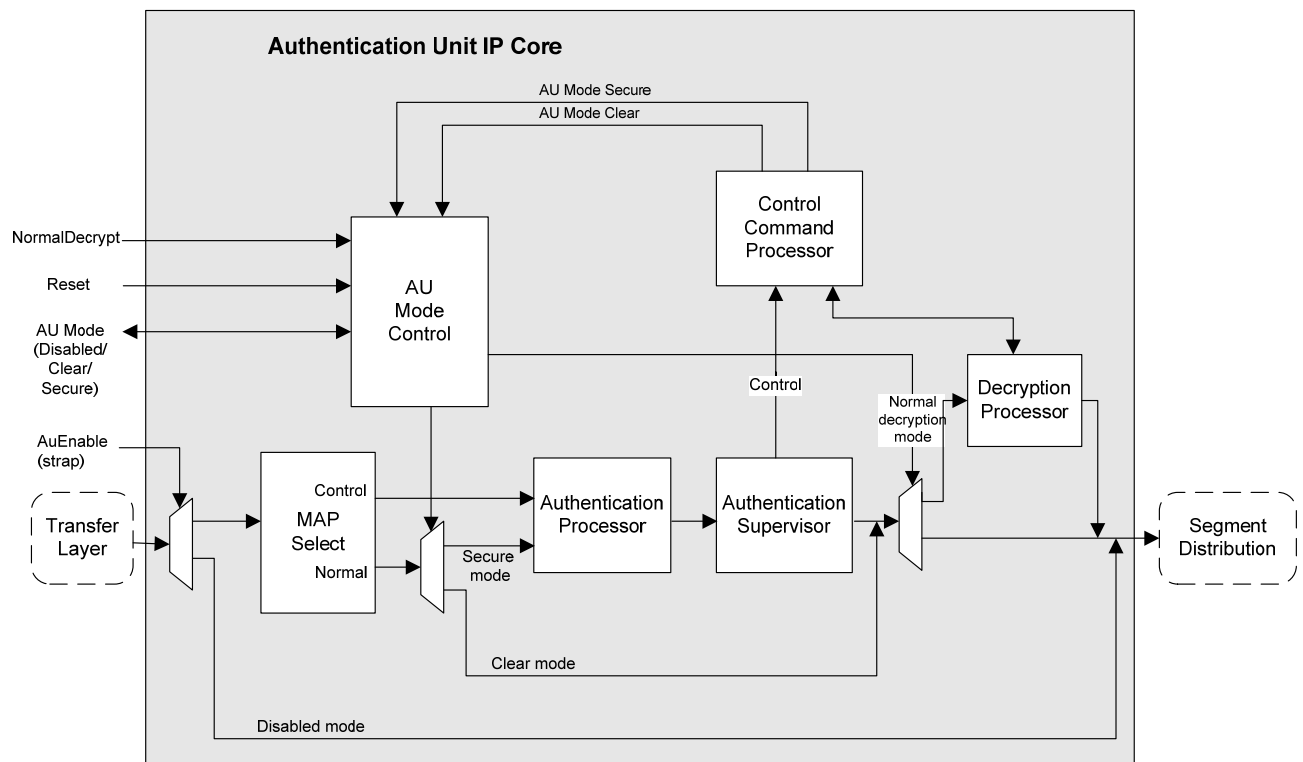 Authentication Unit IP Core
AU Mode Secure
AU Mode Clear
Control
Command
Processor
NormalDecrypt
Reset
AU Mode
(Disabled/
Clear/
Secure)
AU
Mode
Control
Control
Normal
decryption
mode
Decryption
Processor
AuEnable
(strap)
Transfer
Layer
Control
MAP
Select
Normal
Secure
mode
Authentication
Processor
Authentication
Supervisor
Segment
Distribution
Clear mode
Disabled mode